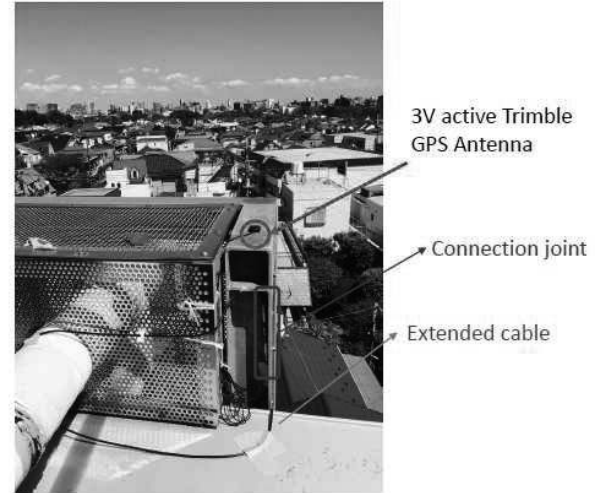 3V active Trimble
GPS Antenna
Connection joint
Extended cable